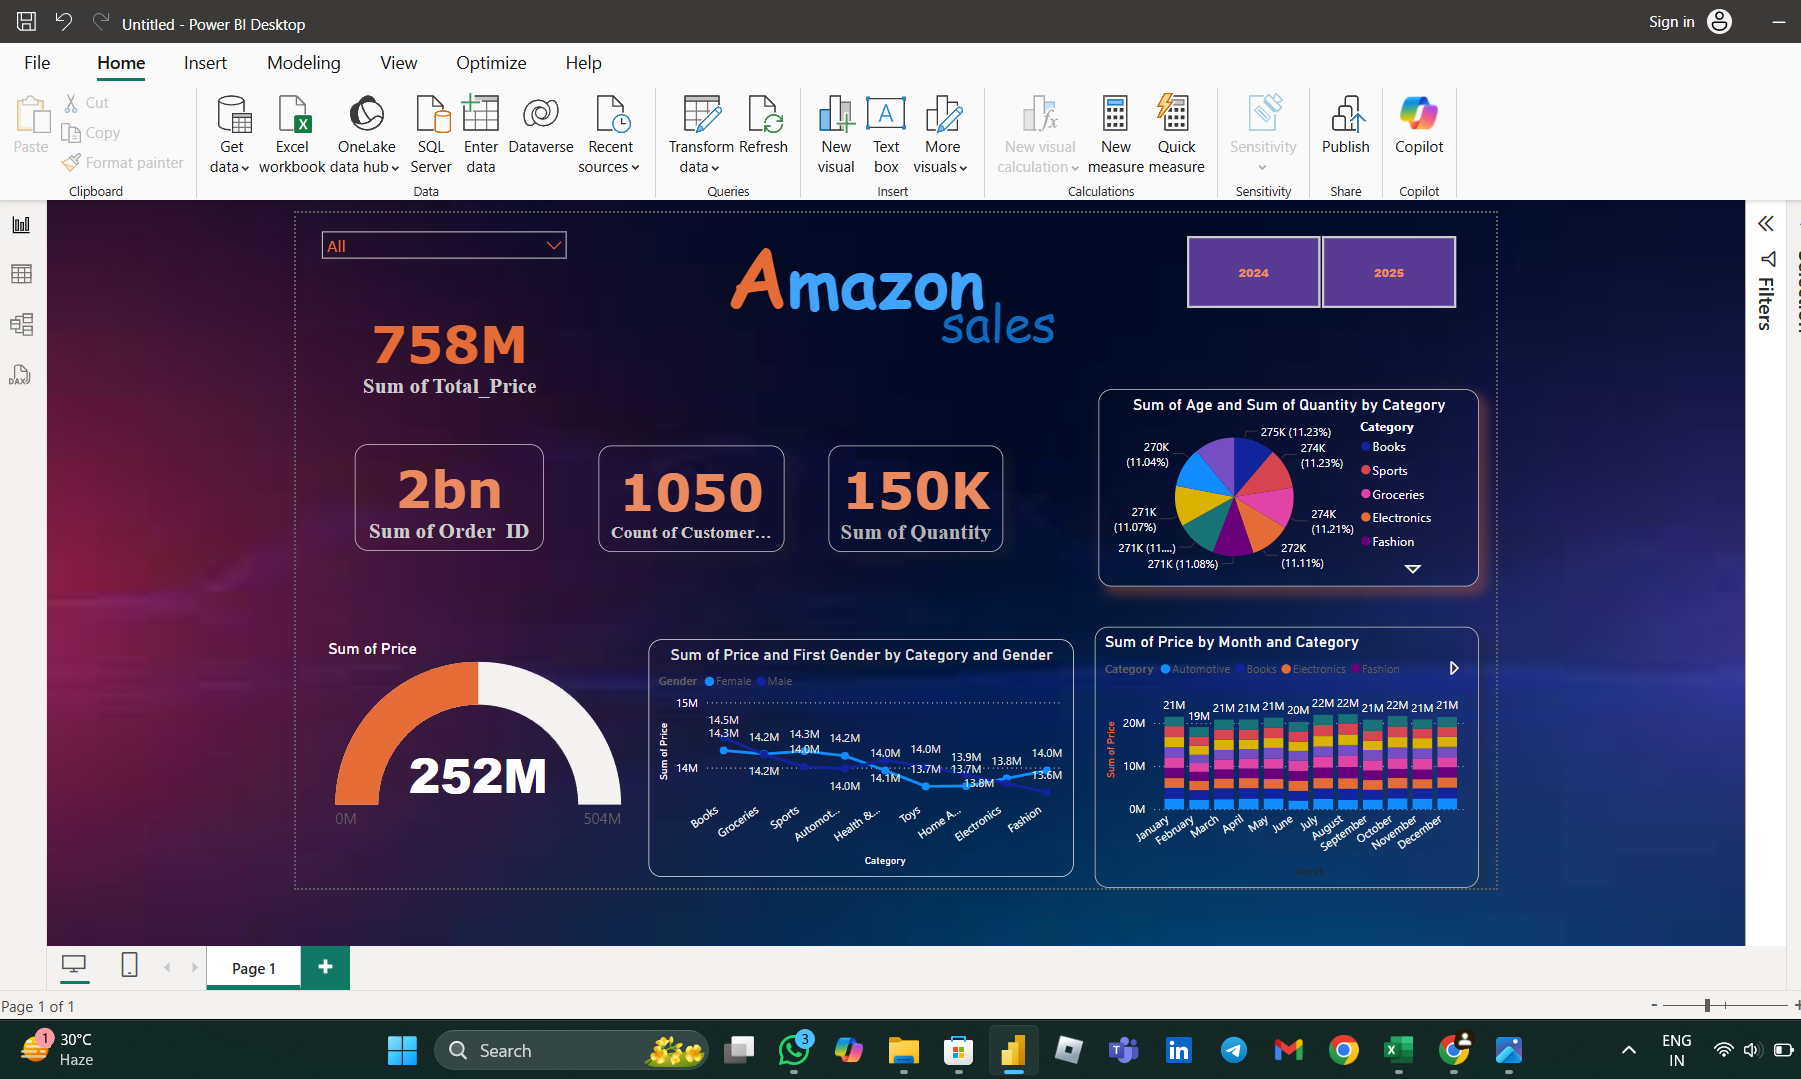 Untitled - Power BI Desktop
Sign in
File Home Insert Modeling View Optimize Help
Paste
Cut
Copy
Format painter
Clipboard
Get data
Excel workbook
OneLake data hub
SQL Server
Enter data
Dataverse
Recent sources
Data
Transform data
Refresh
Queries
New visual
Text box
More visuals
Insert
New visual calculation
New measure
Quick measure
Calculations
Sensitivity
Sensitivity
Publish
Share
Copilot
Copilot
DAX
All
Amazon
sales
2024
2025
Filters
758M
Sum of Total_Price
2bn
Sum of Order_ID
1050
Count of Customer...
150K
Sum of Quantity
Sum of Age and Sum of Quantity by Category
275K (11.23%)
274K
(11.23%)
274K
(11.21%)
272K
(11.11%)
271K (11.08%)
271K (11....)
271K
(11.07%)
270K
(11.04%)
Category
Books
Sports
Groceries
Electronics
Fashion
Sum of Price
252M
0M
504M
Sum of Price and First Gender by Category and Gender
Gender Female Male
Sum of Price
15M
14M
14.5M
14.3M
14.2M
14.2M
14.3M
14.0M
14.2M
14.0M
14.0M
14.1M
14.0M
13.7M
13.9M
13.7M
13.8M
13.8M
14.0M
13.6M
Books
Groceries
Sports
Automot...
Health &...
Toys
Home A...
Electronics
Fashion
Category
Sum of Price by Month and Category
Category Automotive Books Electronics Fashion
Sum of Price
20M
10M
0M
21M 19M 21M 21M 21M 20M 22M 22M 21M 22M 21M 21M
January
February
March
April
May
June
July
August
September
October
November
December
Month
Page 1
+
Page 1 of 1
- +
1
30°C
Haze
Search
3
ENG
IN